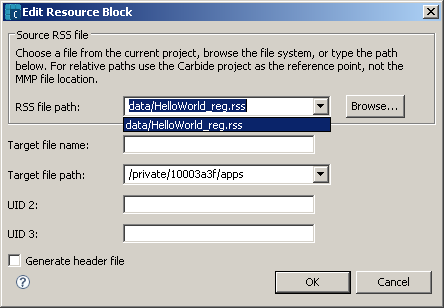 Edit Resource Block
Source RSS file
Choose a file from the current project, browse the file system, or type the path
below. For relative paths use the Carbide project as the reference point, not the
MMP file location.
RSS file path:
data/HelloWorld_reg.rss
Browse...
data/HelloWorld_reg.rss
Target file name:
Target file path:
/private/10003a3f/apps
UID 2:
UID 3:
Generate header file
?
OK
Cancel